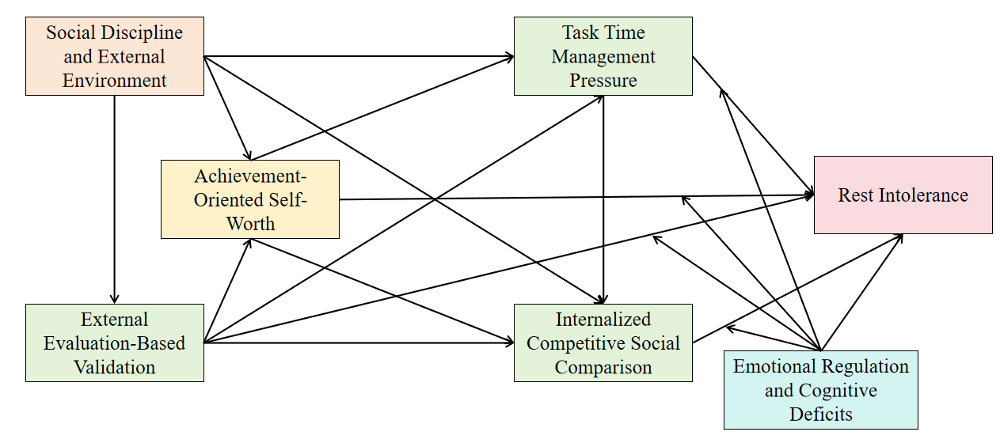 Social Discipline
and External
Environment
Task Time
Management
Pressure
Achievement-
Oriented Self-
Worth
Rest Intolerance
External
Evaluation-Based
Validation
Internalized
Competitive Social
Comparison
Emotional Regulation
and Cognitive
Deficits